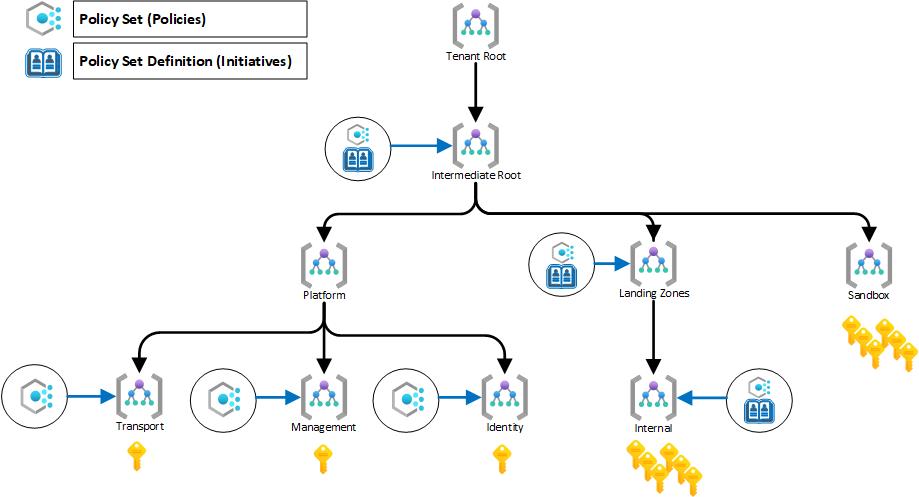 Policy Set (Policies)
Policy Set Definition (Initiatives)
Tenant Root
Intermediate Root
Platform
Landing Zones
Sandbox
Transport
Management
Identity
Internal